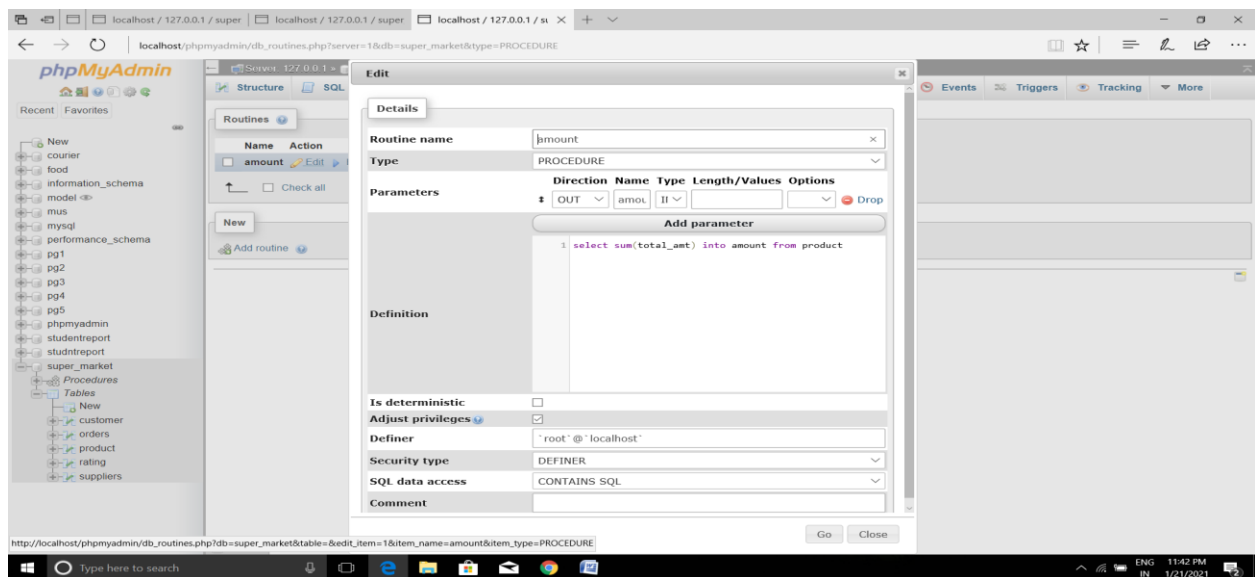 localhost / 127.0.0.1 / super
localhost / 127.0.0.1 / super
localhost / 127.0.0.1 / su
localhost/phpmyadmin/db_routines.php?server=1&db=super_market&type=PROCEDURE
phpMyAdmin
Recent Favorites
New
courier
food
information_schema
model
mus
mysql
performance_schema
pg1
pg2
pg3
pg4
pg5
phpmyadmin
studentreport
studntreport
super_market
Procedures
Tables
New
customer
orders
product
rating
suppliers
Server: 127.0.0.1 »
Structure SQL
Events Triggers Tracking More
Routines
Name Action
amount Edit
Check all
New
Add routine
Edit
Details
Routine name amount
Type PROCEDURE
Parameters
Direction Name Type Length/Values Options
OUT amou Drop
Add parameter
Definition
1 select sum(total_amt) into amount from product
Is deterministic
Adjust privileges
Definer `root`@`localhost`
Security type DEFINER
SQL data access CONTAINS SQL
Comment
Go Close
http://localhost/phpmyadmin/db_routines.php?db=super_market&table=&edit_item=1&item_name=amount&item_type=PROCEDURE
Type here to search
ENG 11:42 PM
IN 1/21/2021
2